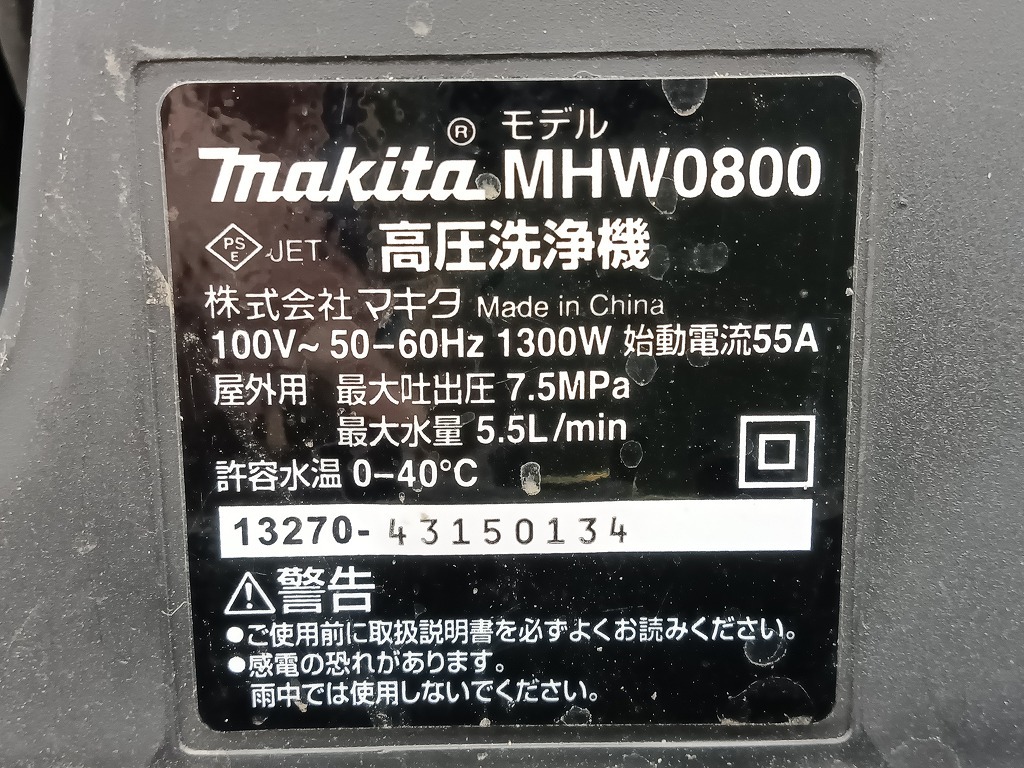 ® モデル
makita MHW0800
PSE JET 高圧洗浄機
株式会社マキタ Made in China
100V~ 50-60Hz 1300W 始動電流55A
屋外用 最大吐出圧 7.5MPa
最大水量 5.5L/min
許容水温 0-40°C
13270- 43150134
⚠警告
●ご使用前に取扱説明書を必ずよくお読みください。
●感電の恐れがあります。
雨中では使用しないでください。